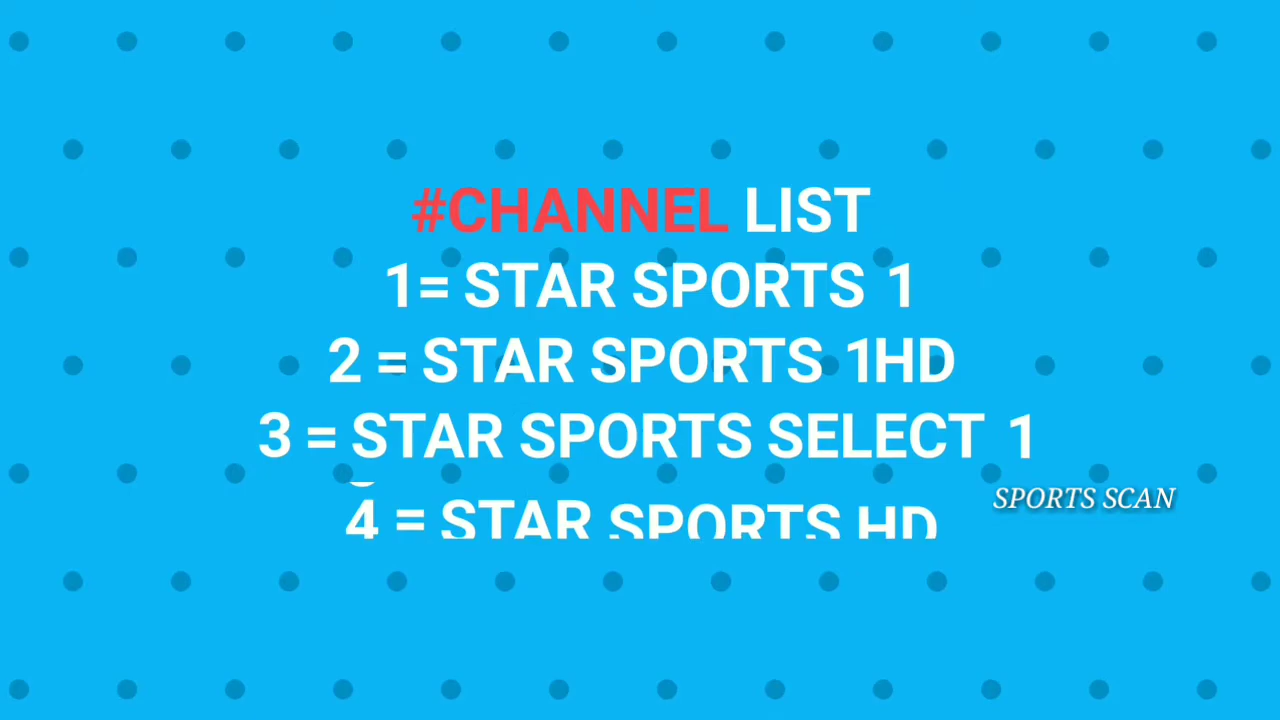 #CHANNEL LIST
1= STAR SPORTS 1
2 = STAR SPORTS 1HD
3 = STAR SPORTS SELECT 1
4 = STAR SPORTS HD
SPORTS SCAN